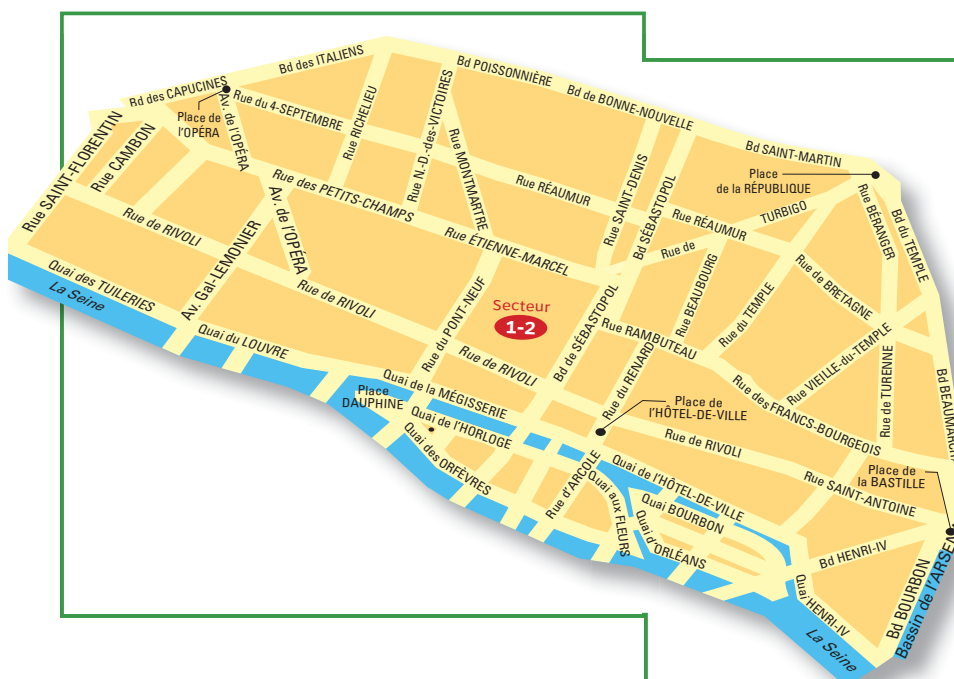 Bd des CAPUCINES
Bd des ITALIENS
Bd POISSONNIÈRE
Bd de BONNE-NOUVELLE
Bd SAINT-MARTIN
Place de
l'OPÉRA
Av. de l'OPÉRA
Rue du 4-SEPTEMBRE
Rue RICHELIEU
Rue N.-D.-des-VICTOIRES
Rue MONTMARTRE
Rue RÉAUMUR
Rue SAINT-DENIS
Bd SÉBASTOPOL
Rue RÉAUMUR
Rue de
TURBIGO
Place
de la RÉPUBLIQUE
Rue BÉRANGER
Bd du TEMPLE
Rue SAINT-FLORENTIN
Rue CAMBON
Rue des PETITS-CHAMPS
Rue ÉTIENNE-MARCEL
Rue de RIVOLI
Av. Gal-LEMONIER
Av. de l'OPÉRA
Rue de RIVOLI
Quai des TUILERIES
La Seine
Quai du LOUVRE
Rue du PONT-NEUF
Secteur
1-2
Rue de RIVOLI
Bd de SÉBASTOPOL
Rue BEAUBOURG
Rue RAMBUTEAU
Rue du RENARD
Rue du TEMPLE
Rue de BRETAGNE
Rue VIEILLE-du-TEMPLE
Rue de TURENNE
Rue des FRANCS-BOURGEOIS
Place de
l'HÔTEL-DE-VILLE
Rue de RIVOLI
Rue SAINT-ANTOINE
Place de
la BASTILLE
Place
DAUPHINE
Quai de la MÉGISSERIE
Quai de l'HORLOGE
Quai des ORFÈVRES
Rue d'ARCOLE
Quai aux FLEURS
Quai de l'HÔTEL-DE-VILLE
Quai BOURBON
Quai d'ORLÉANS
Bd HENRI-IV
Quai HENRI-IV
Bd BOURBON
Bassin de l'
La Seine